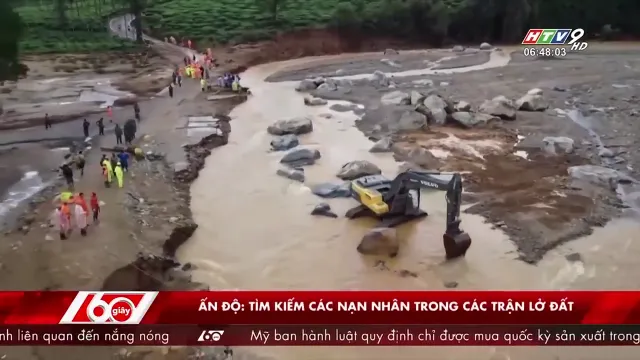 HTV9 HD
06:48:03
VOLVO
60 giây
ẤN ĐỘ: TÌM KIẾM CÁC NẠN NHÂN TRONG CÁC TRẬN LỞ ĐẤT
nh liên quan đến nắng nóng 60 Mỹ ban hành luật quy định chỉ được mua quốc kỳ sản xuất trong